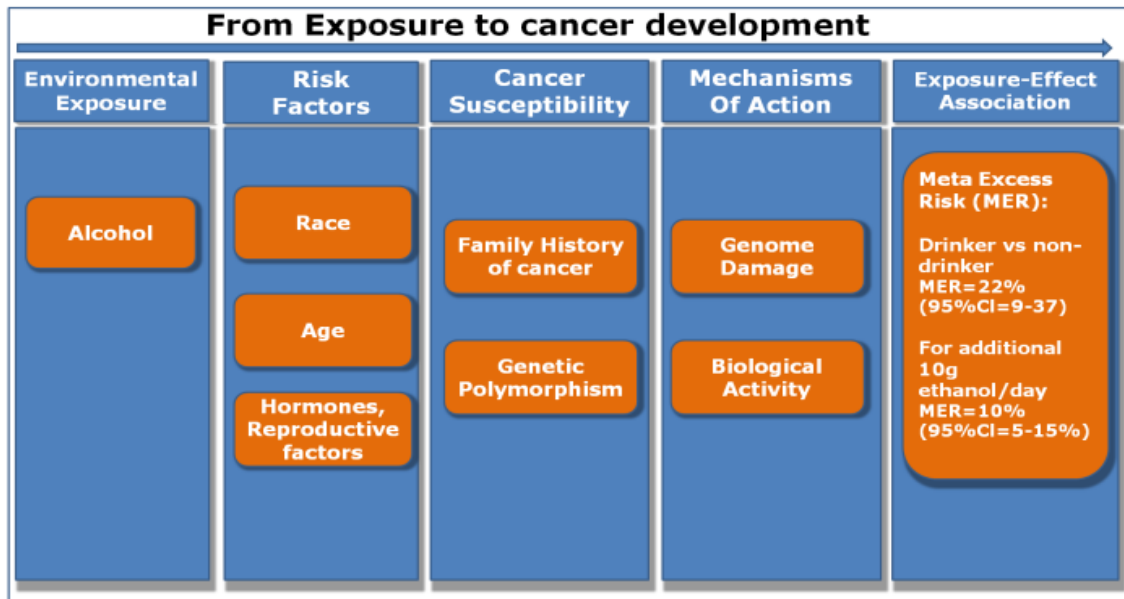 From Exposure to cancer development
Environmental
Exposure
Risk
Factors
Cancer
Susceptibility
Mechanisms
Of Action
Exposure-Effect
Association
Alcohol
Race
Age
Hormones,
Reproductive
factors
Family History
of cancer
Genetic
Polymorphism
Genome
Damage
Biological
Activity
Meta Excess
Risk (MER):
Drinker vs non-
drinker
MER=22%
(95%CI=9-37)
For additional
10g
ethanol/day
MER=10%
(95%CI=5-15%)